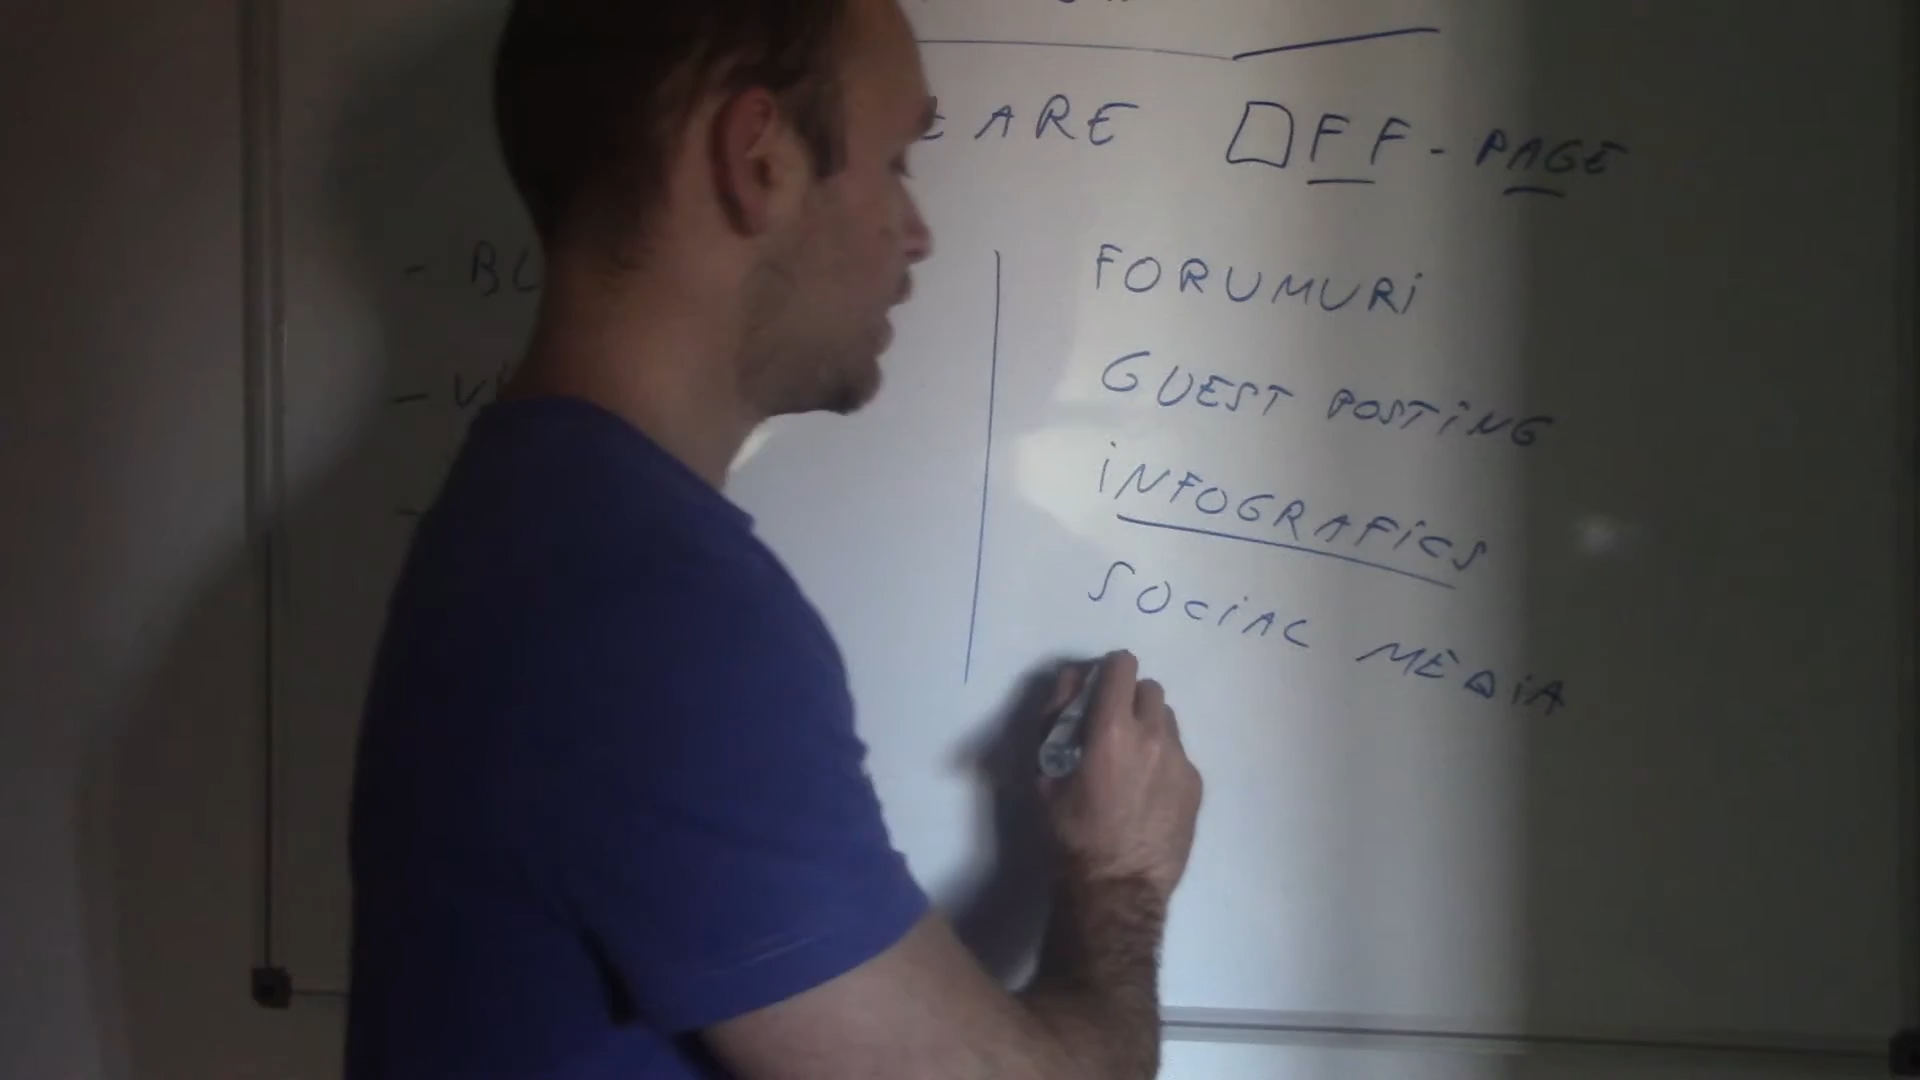 ARE OFF-PAGE
FORUMURI
GUEST POSTING
INFOGRAFICS
SOCIAL MEDIA